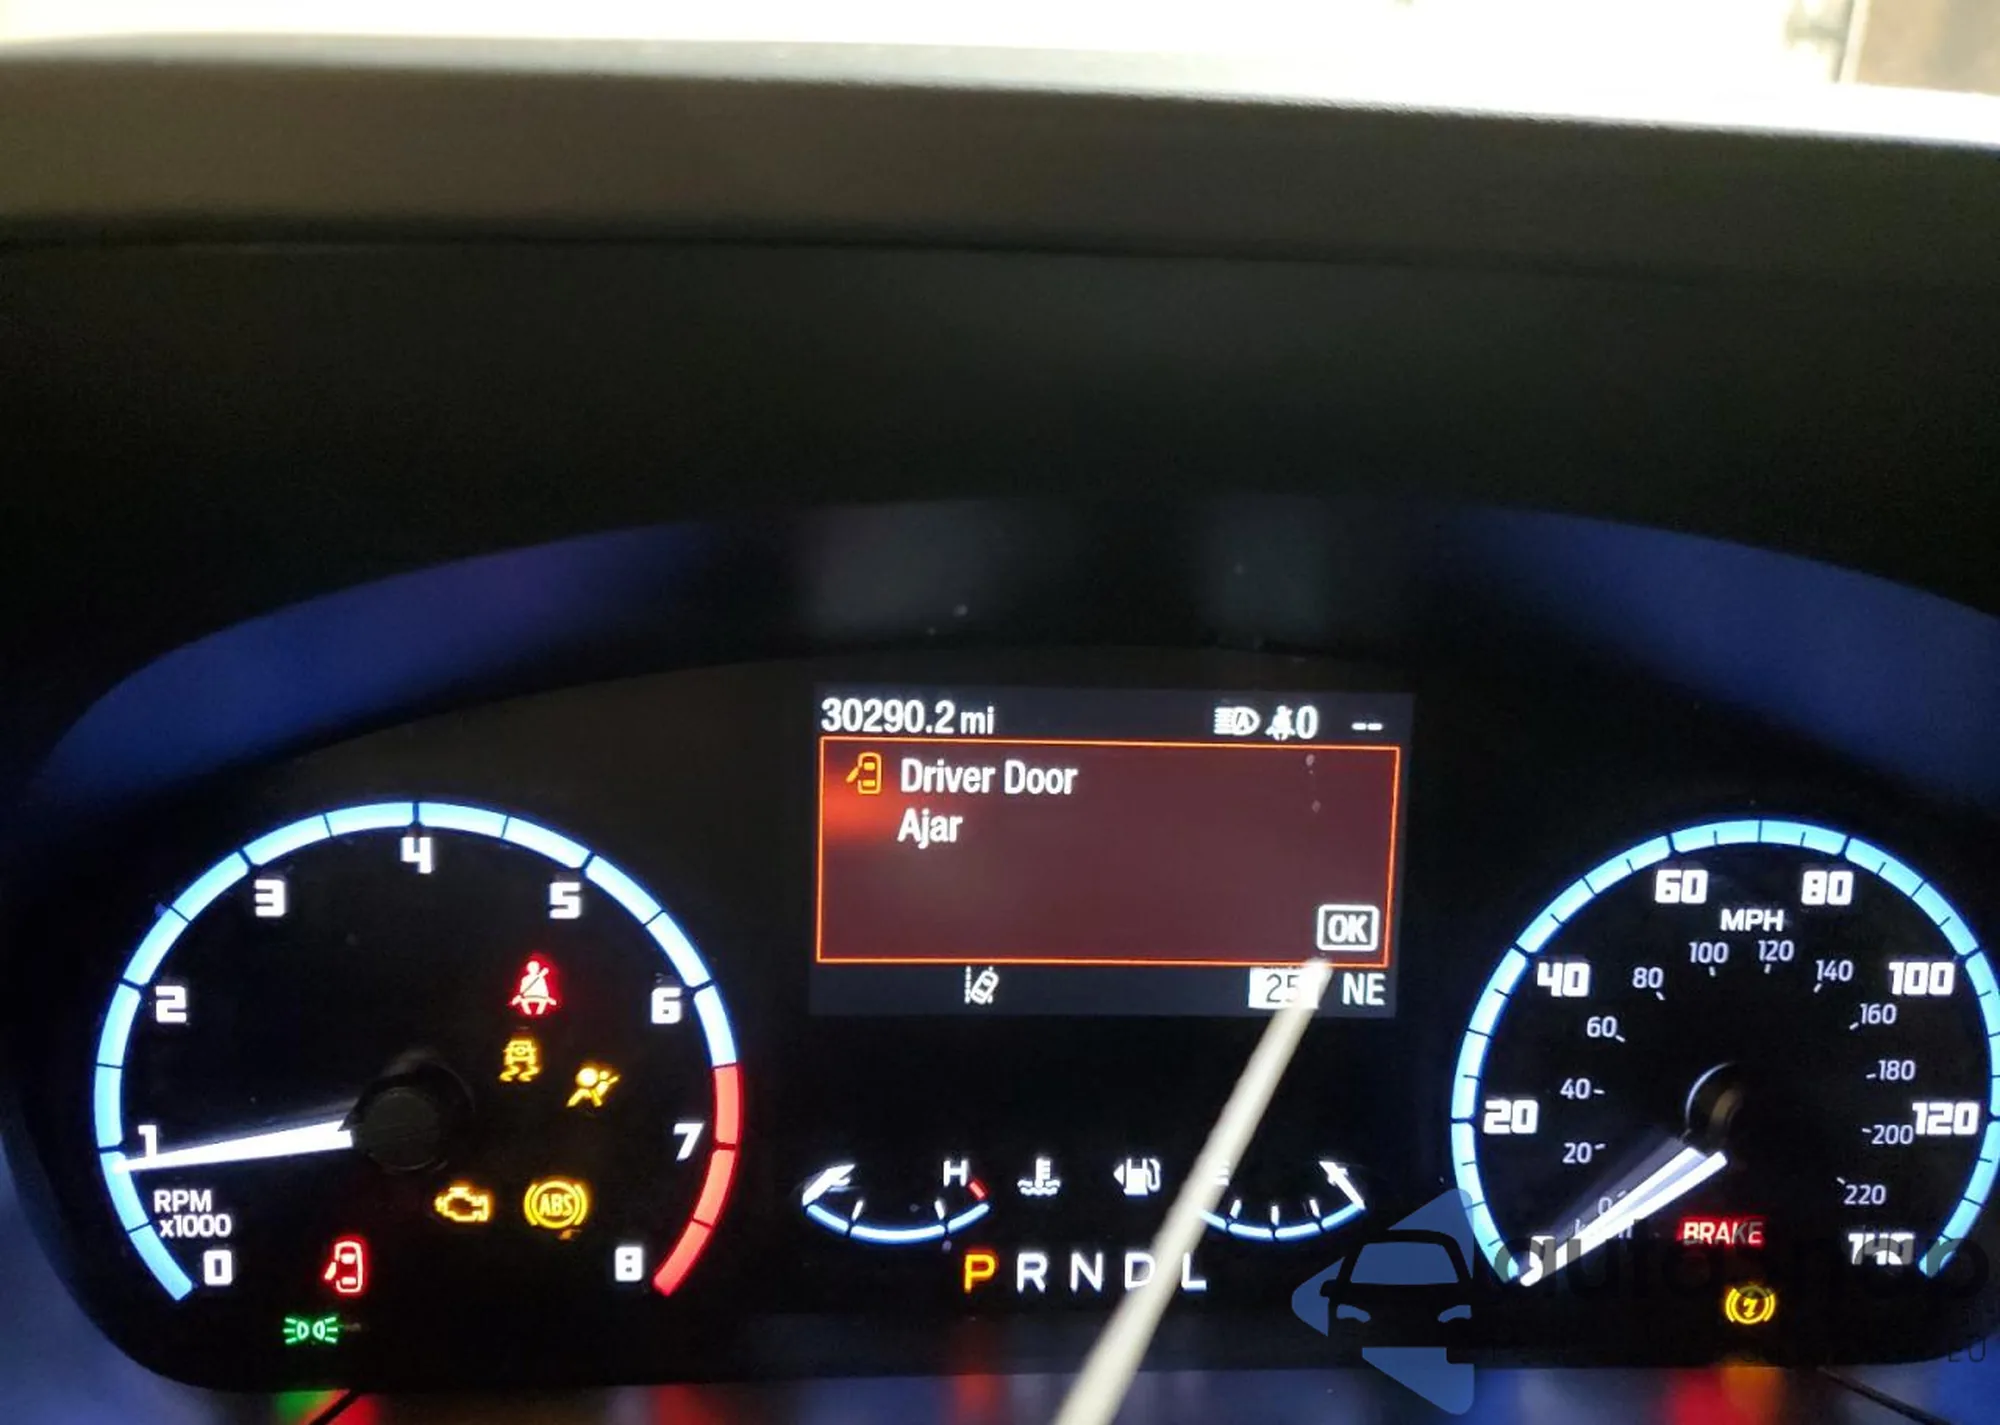 30290.2 mi
0 --
Driver Door
Ajar
OK
NE
4
3 5
2 6
1 7
RPM
x1000
0 8
ABS
H
P R N D L
60 80
MPH
100 120
40 80 140 100
60 160
40 180
20 120
20 200
0 220
BRAKE 140